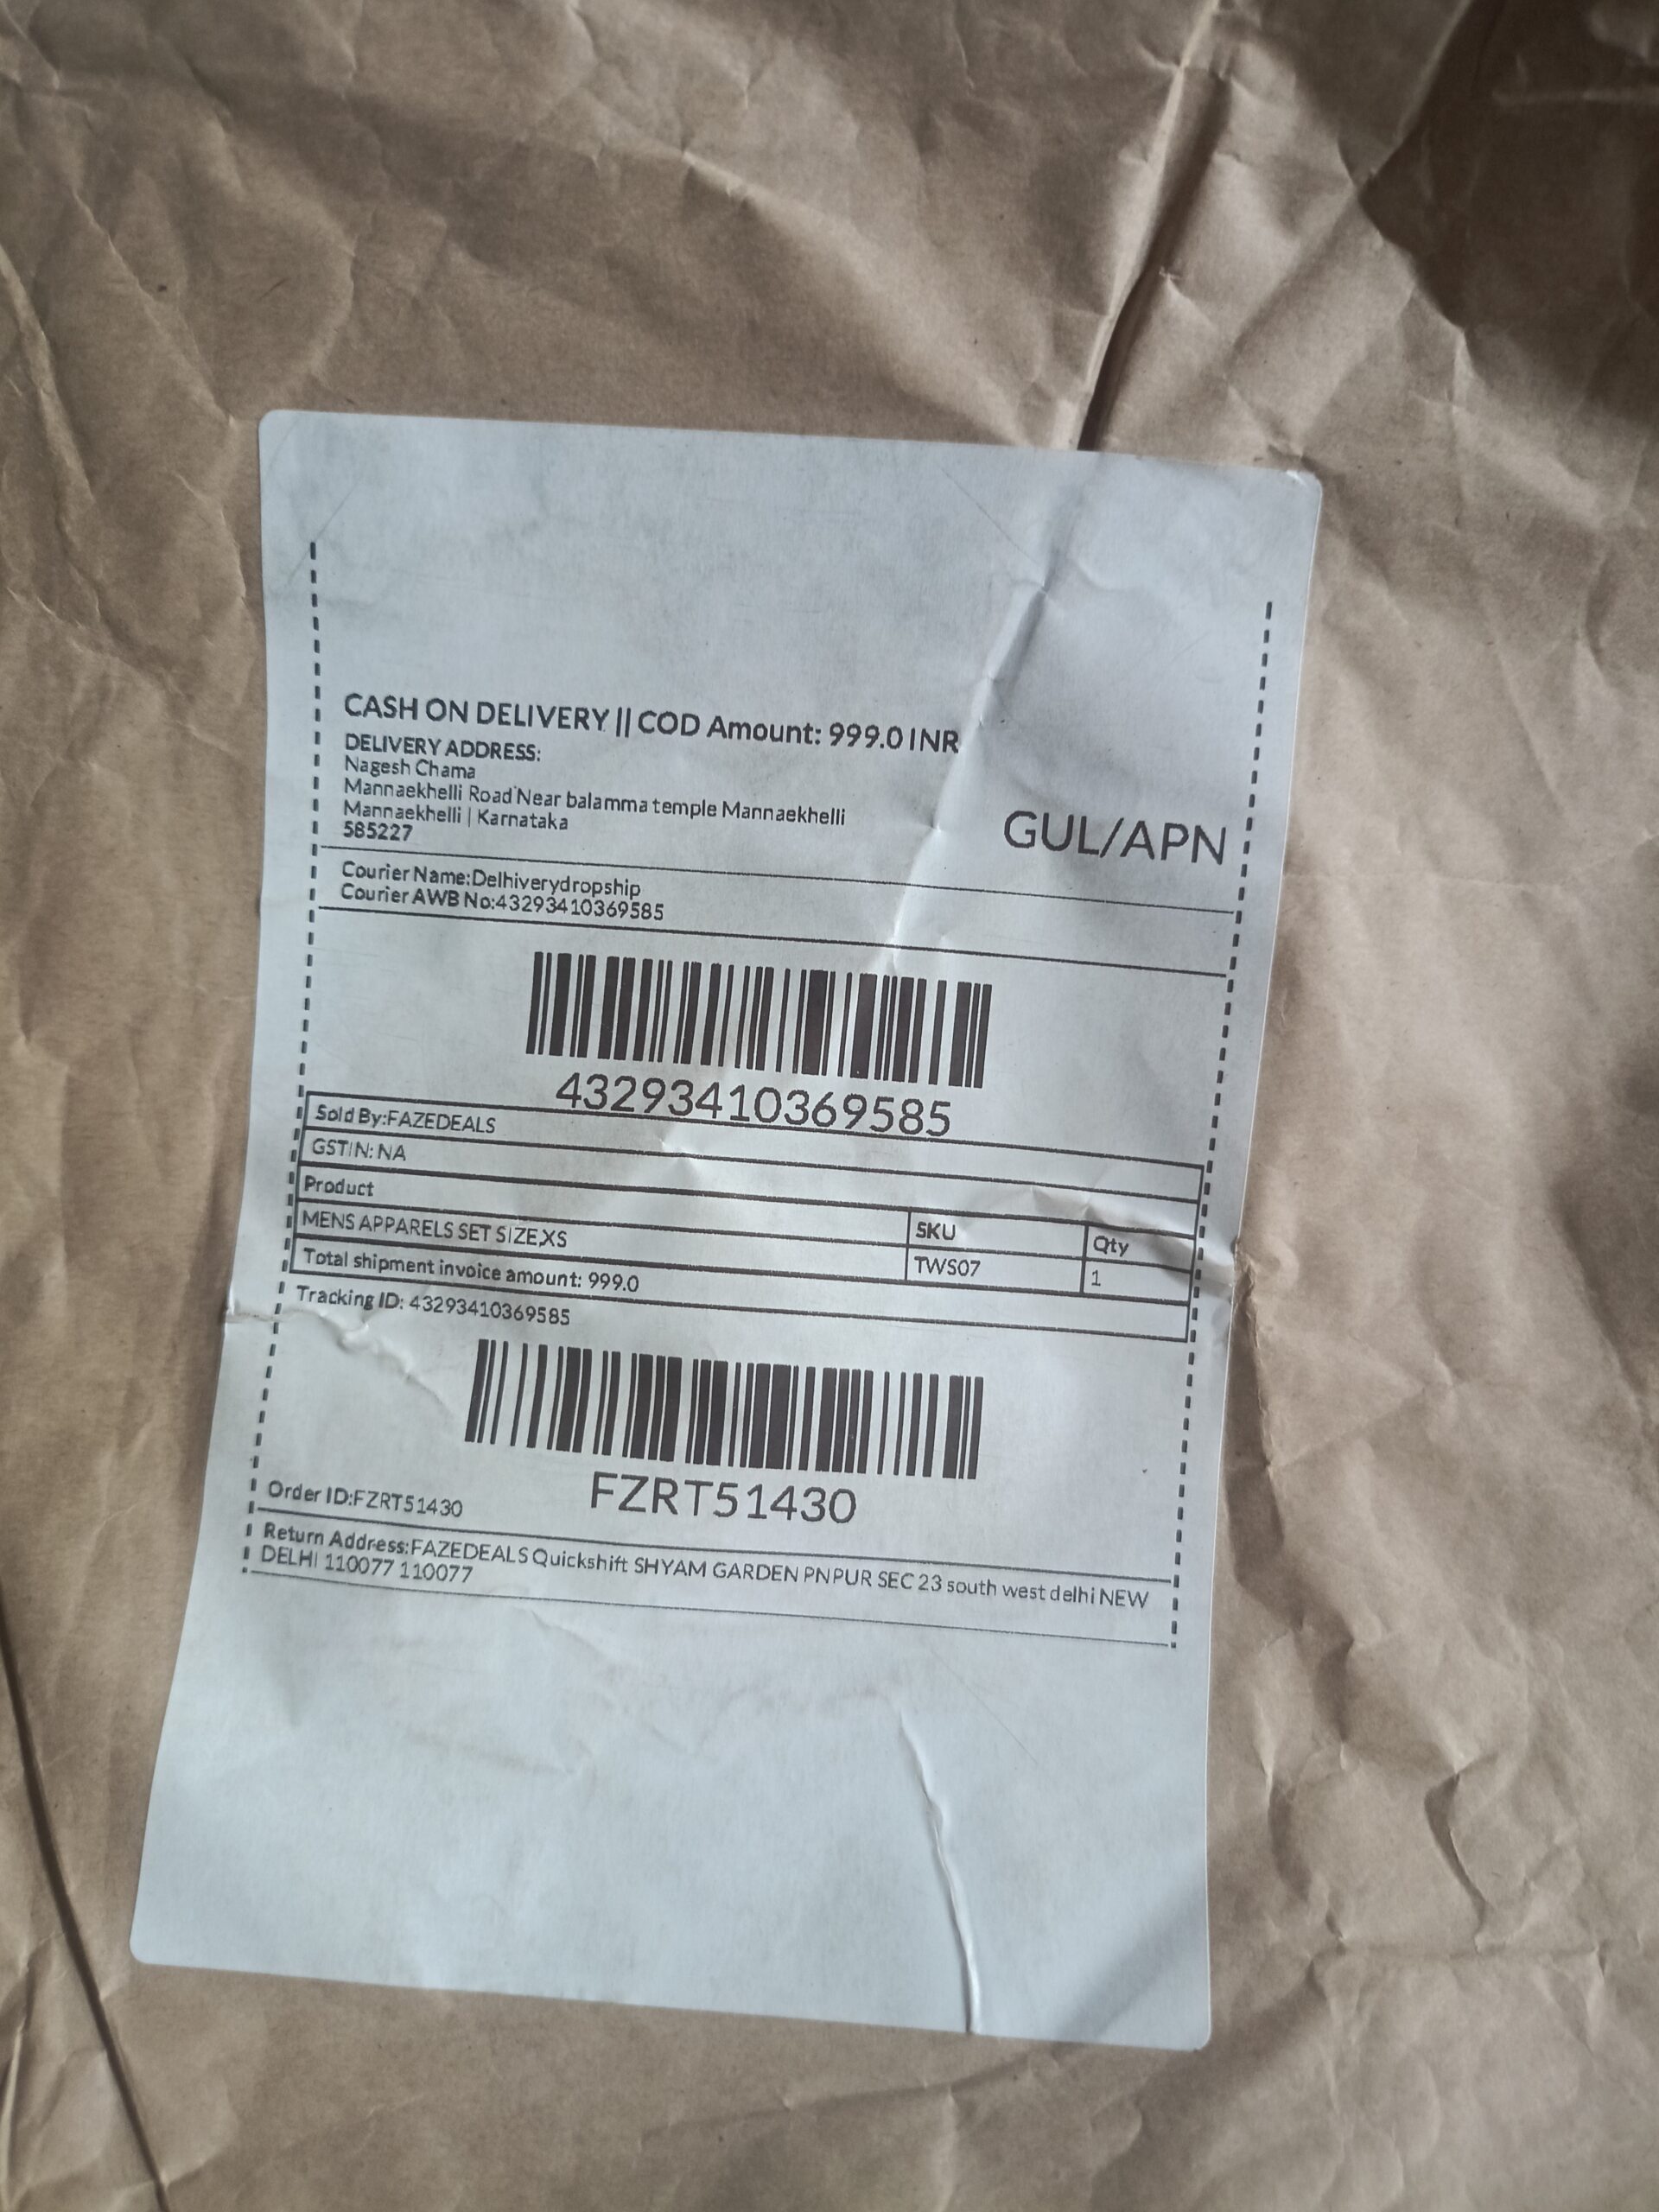 CASH ON DELIVERY || COD Amount: 999.0 INR
DELIVERY ADDRESS:
Nagesh Chama
Mannaekhelli Road Near balamma temple Mannaekhelli
Mannaekhelli | Karnataka
585227
GUL/APN
Courier Name:Delhiverydropship
Courier AWB No:43293410369585
43293410369585
Sold By:FAZEDEALS
GSTIN: NA
Product SKU Qty
MENS APPARELS SET SIZE,XS TWS07 1
Total shipment invoice amount: 999.0
Tracking ID: 43293410369585
FZRT51430
Order ID:FZRT51430
Return Address:FAZEDEALS Quickshift SHYAM GARDEN PNPUR SEC 23 south west delhi NEW
DELHI 110077 110077